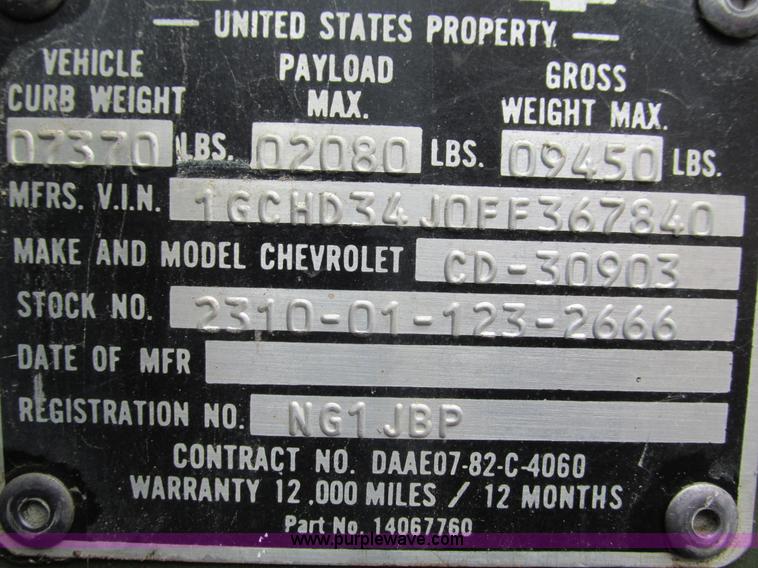 — UNITED STATES PROPERTY —
VEHICLE CURB WEIGHT PAYLOAD MAX. GROSS WEIGHT MAX.
07370 LBS. 02080 LBS. 09450 LBS.
MFRS. V.I.N. 1GCHD34J0FF367840
MAKE AND MODEL CHEVROLET CD-30903
STOCK NO. 2310-01-123-2666
DATE OF MFR
REGISTRATION NO. NG1JBP
CONTRACT NO. DAAE07-82-C-4060
WARRANTY 12,000 MILES / 12 MONTHS
Part No. 14067760
www.purplewave.com